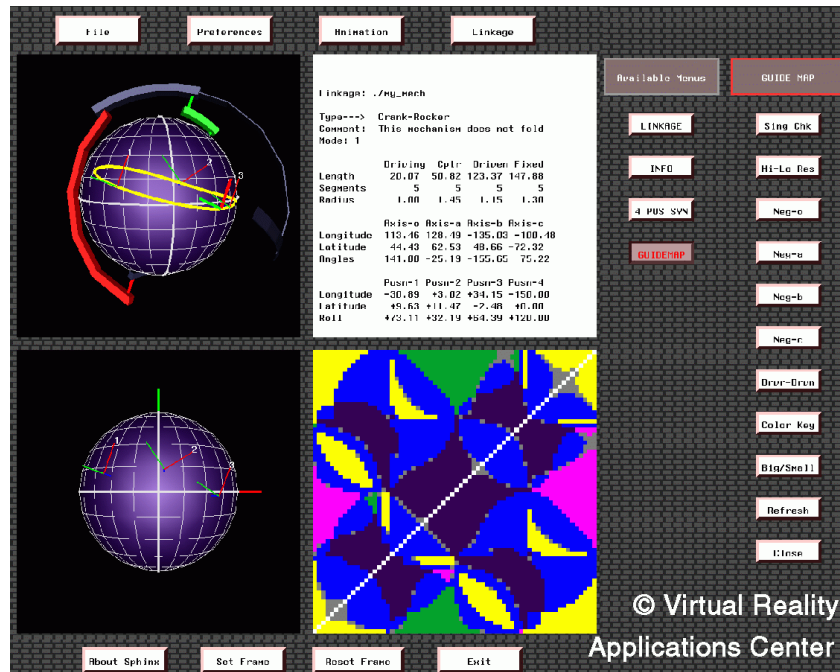 File Preferences Animation Linkage
Available Menus GUIDE MAP
Linkage: ./my_mech
Type---> Crank-Rocker
Comment: This mechanism does not fold
Mode: 1
Driving Cplr Driven Fixed
Length 20.07 50.82 123.37 147.88
Segments 5 5 5 5
Radius 1.00 1.45 1.15 1.30
Axis-o Axis-a Axis-b Axis-c
Longitude 113.46 128.49 -135.03 -100.48
Latitude 44.43 62.53 48.66 -72.32
Angles 141.00 -25.19 -155.65 75.22
Posn-1 Posn-2 Posn-3 Posn-4
Longitude -30.89 +3.02 +34.15 -150.00
Latitude +9.63 +11.47 -2.48 +0.00
Roll +73.11 +32.19 +64.39 +120.00
1
2
3
1
2
3
LINKAGE
INFO
4 POS SYN
GUIDEMAP
Sing Chk
Hi-Lo Res
Neg-o
Neg-a
Neg-b
Neg-c
Drvr-Drvn
Color Key
Big/Small
Refresh
Close
© Virtual Reality
Applications Center
About Sphinx Set Frame Reset Frame Exit